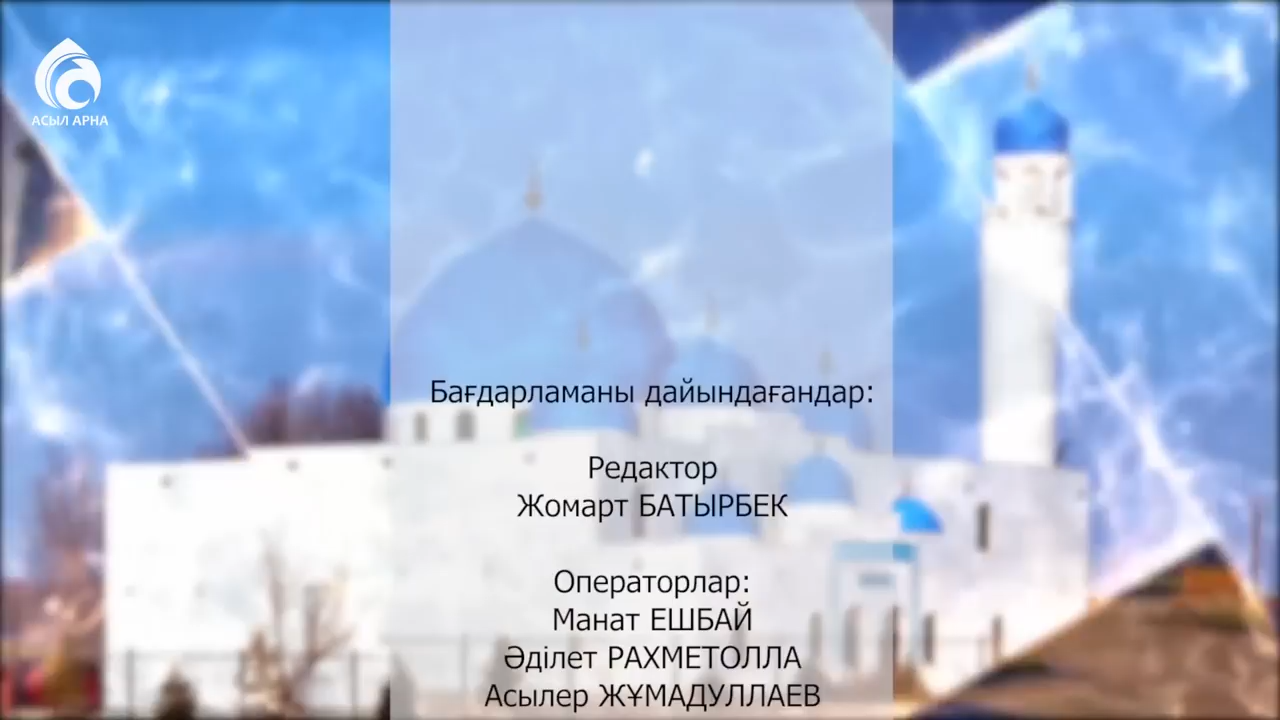 АСЫЛ АРНА
Бағдарламаны дайындағандар:
Редактор
Жомарт БАТЫРБЕК
Операторлар:
Манат ЕШБАЙ
Әділет РАХМЕТОЛЛА
Асылер ЖҰМАДУЛЛАЕВ